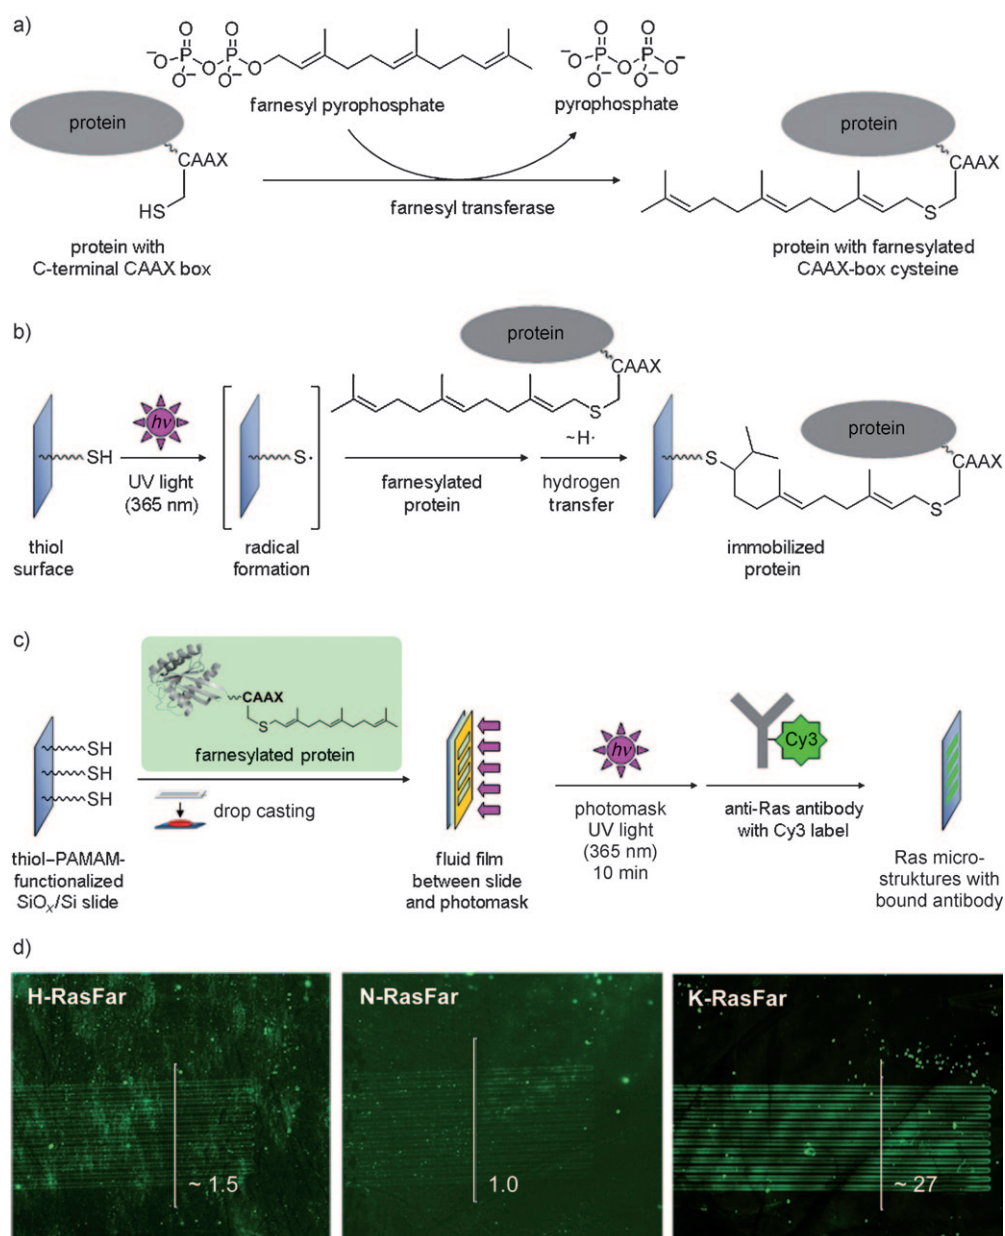 a)
O O
− P P −
O O O O
O− O−
farnesyl pyrophosphate
O O
− P P −
O O O
O− O−
pyrophosphate
protein
CAAX
HS
protein with
C-terminal CAAX box
farnesyl transferase
protein
CAAX
S
protein with farnesylated
CAAX-box cysteine
b)
SH
thiol
surface
hν
UV light
(365 nm)
S·
radical
formation
protein
CAAX
S
farnesylated
protein
~H·
hydrogen
transfer
S
protein
CAAX
S
immobilized
protein
c)
SH
SH
SH
thiol–PAMAM-
functionalized
SiOx/Si slide
CAAX
S
farnesylated protein
drop casting
fluid film
between slide
and photomask
hν
photomask
UV light
(365 nm)
10 min
Cy3
anti-Ras antibody
with Cy3 label
Ras micro-
struktures with
bound antibody
d)
H-RasFar
~ 1.5
N-RasFar
1.0
K-RasFar
~ 27